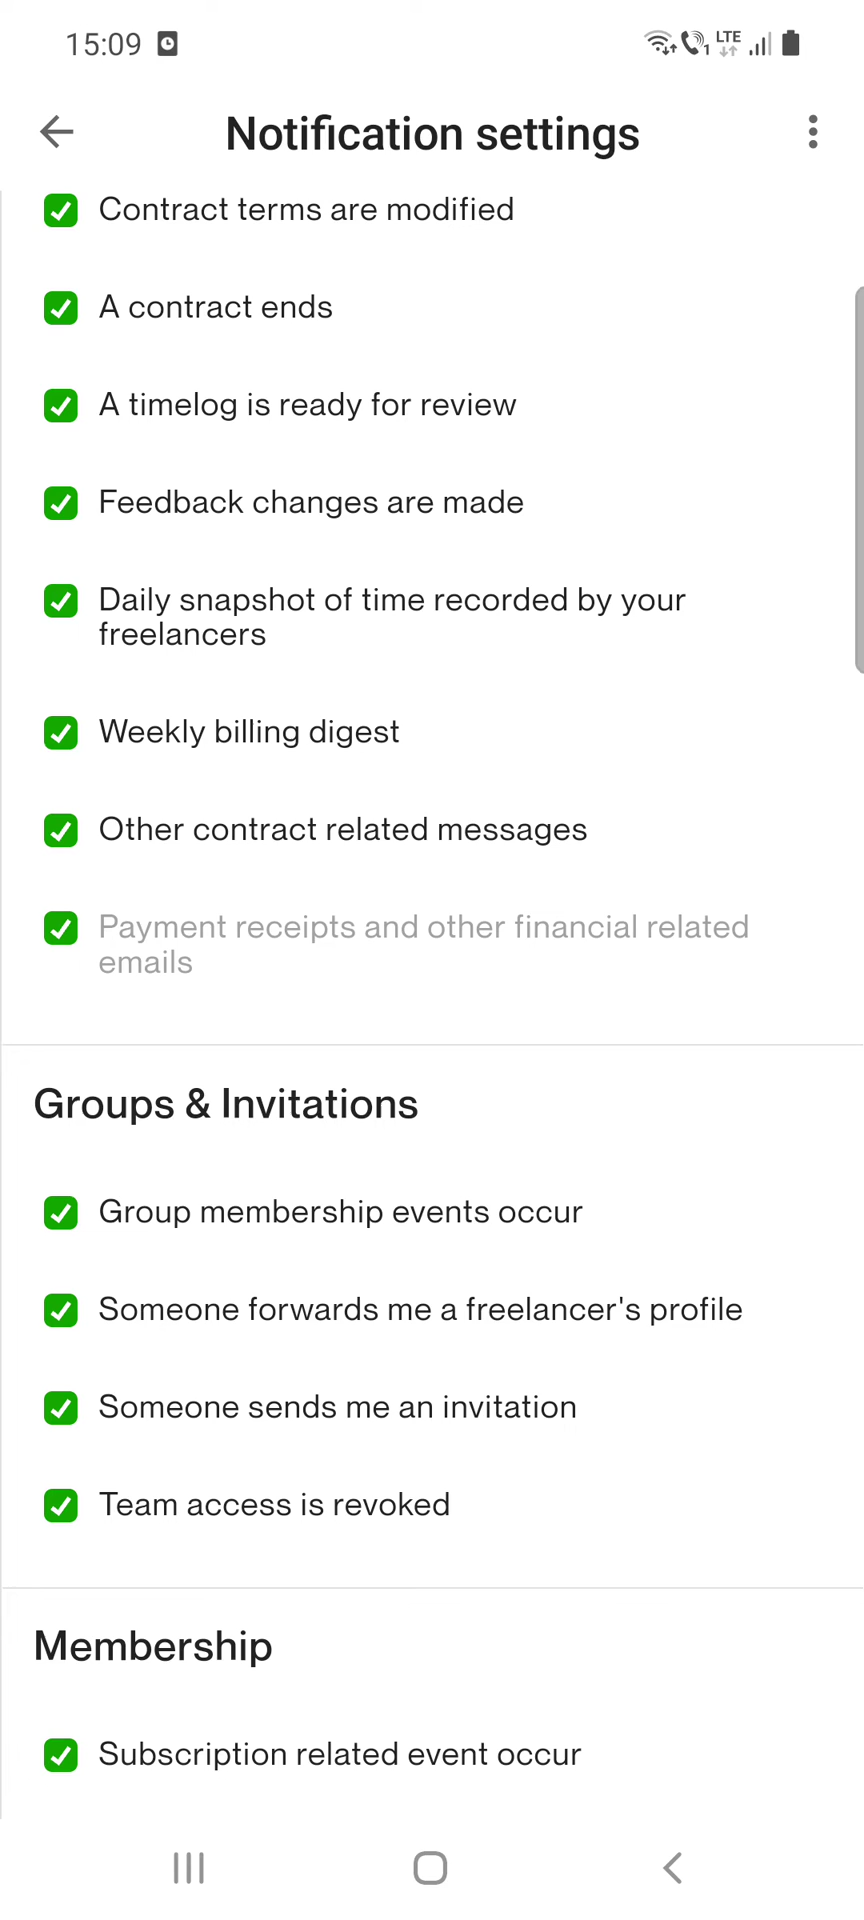 15:09
LTE
1
Notification settings
Contract terms are modified
A contract ends
A timelog is ready for review
Feedback changes are made
Daily snapshot of time recorded by your
freelancers
Weekly billing digest
Other contract related messages
Payment receipts and other financial related
emails
Groups & Invitations
Group membership events occur
Someone forwards me a freelancer's profile
Someone sends me an invitation
Team access is revoked
Membership
Subscription related event occur